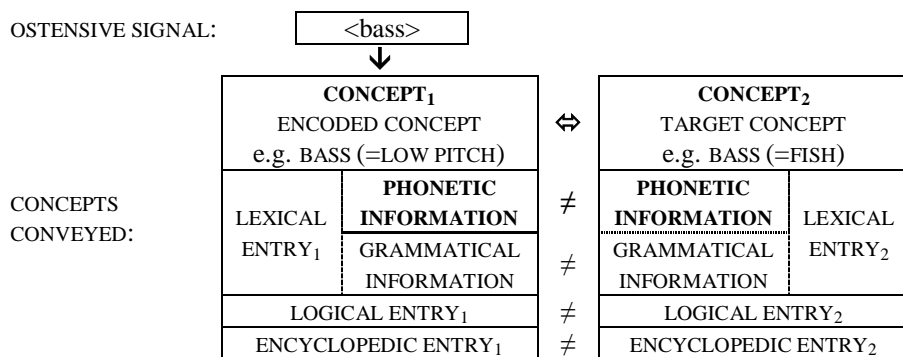 OSTENSIVE SIGNAL: <bass>
🡻
CONCEPT₁ CONCEPT₂
ENCODED CONCEPT ⇔ TARGET CONCEPT
e.g. BASS (=LOW PITCH) e.g. BASS (=FISH)
CONCEPTS CONVEYED:
LEXICAL ENTRY₁ PHONETIC INFORMATION ≠ PHONETIC INFORMATION LEXICAL ENTRY₂
GRAMMATICAL INFORMATION ≠ GRAMMATICAL INFORMATION
LOGICAL ENTRY₁ ≠ LOGICAL ENTRY₂
ENCYCLOPEDIC ENTRY₁ ≠ ENCYCLOPEDIC ENTRY₂